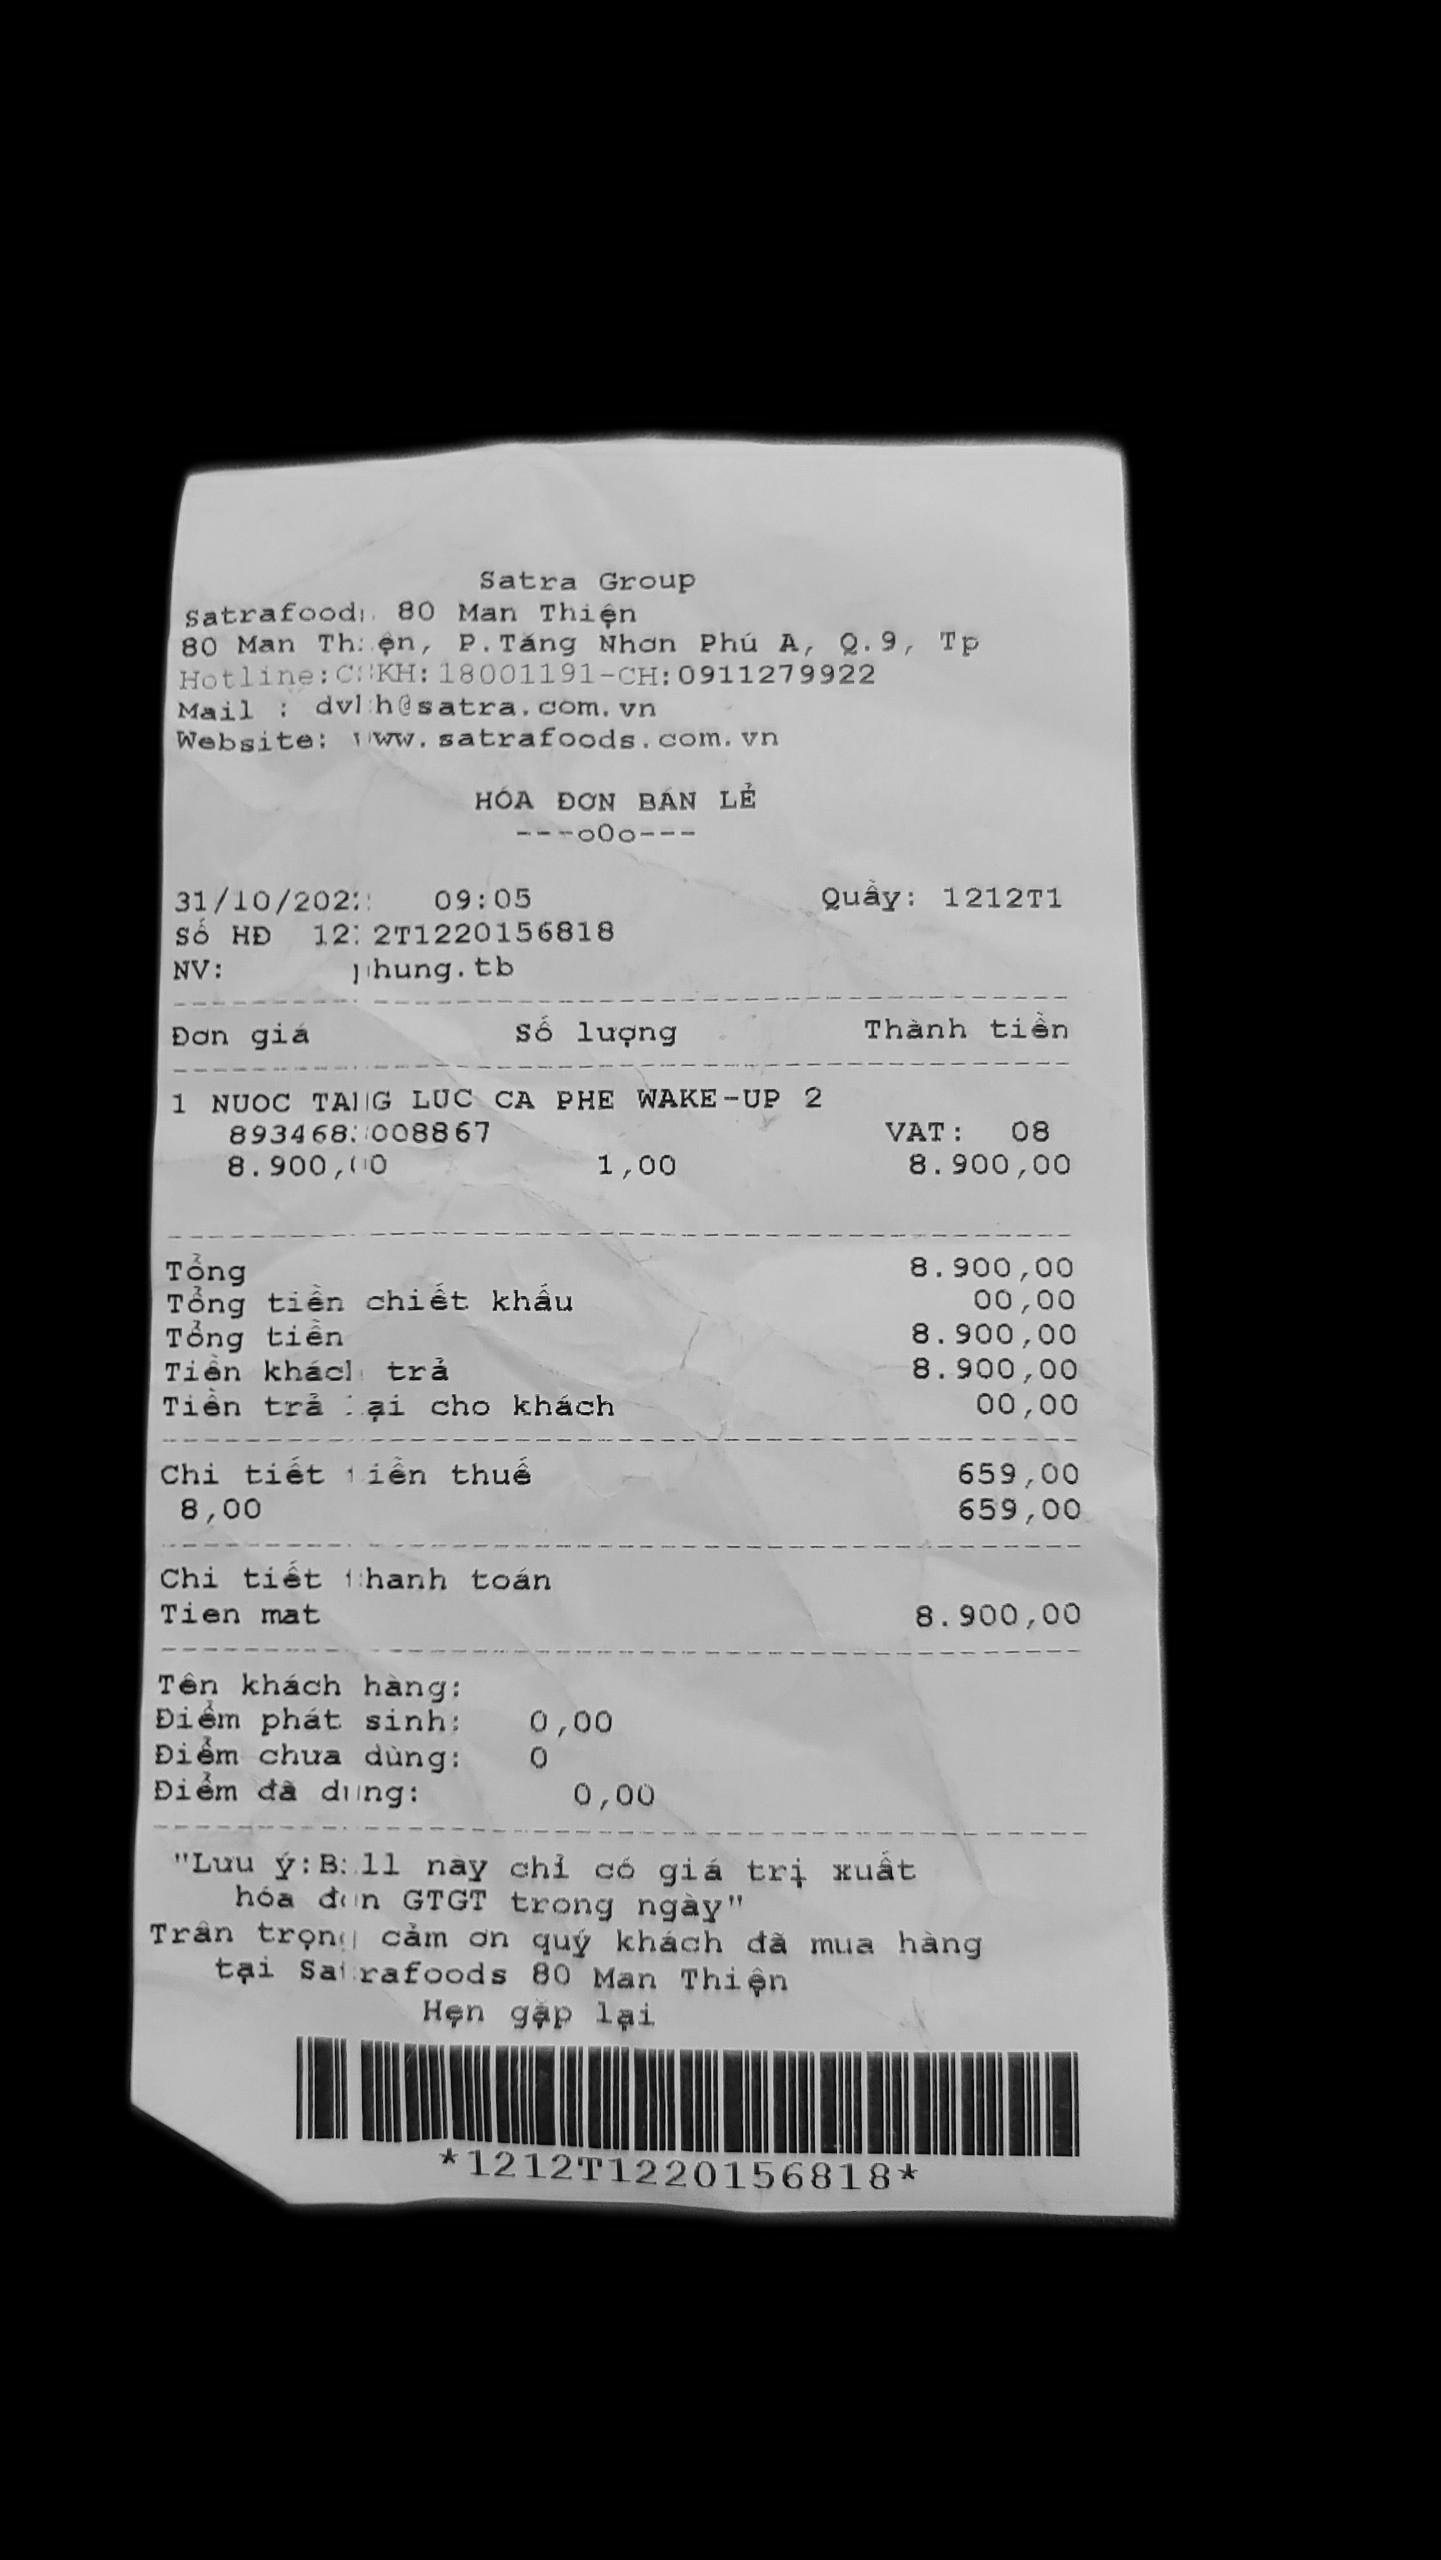 Satra Group
Satrafoods 80 Man Thiện
80 Man Thiện, P.Tăng Nhơn Phú A, Q.9, Tp
Hotline:CSKH:18001191-CH:0911279922
Mail : dvkh@satra.com.vn
Website: www.satrafoods.com.vn
HÓA ĐƠN BÁN LẺ
---oOo---
31/10/2022 09:05 Quầy: 1212T1
Số HĐ 1212T1220156818
NV: phung.tb
Đơn giá Số lượng Thành tiền
1 NUOC TANG LUC CA PHE WAKE-UP 2
VAT: 08
8.900,00 1,00 8.900,00
Tổng 8.900,00
Tổng tiền chiết khấu 00,00
Tổng tiền 8.900,00
Tiền khách trả 8.900,00
Tiền trả lại cho khách 00,00
Chi tiết tiền thuế 659,00
8,00 659,00
Chi tiết thanh toán
Tien mat 8.900,00
Tên khách hàng:
Điểm phát sinh: 0,00
Điểm chưa dùng: 0
Điểm đã dùng: 0,00
"Lưu ý:Bill này chỉ có giá trị xuất
hóa đơn GTGT trong ngày"
Trân trọng cảm ơn quý khách đã mua hàng
tại Satrafoods 80 Man Thiện
Hẹn gặp lại
*1212T1220156818*